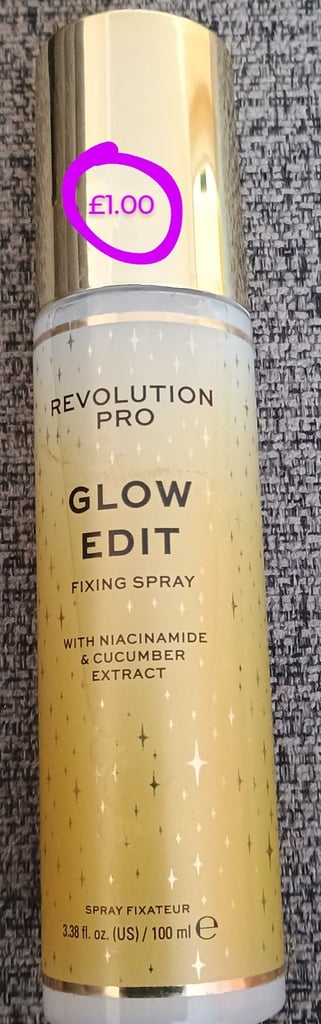 £1.00
REVOLUTION
PRO
GLOW
EDIT
FIXING SPRAY
WITH NIACINAMIDE
& CUCUMBER
EXTRACT
SPRAY FIXATEUR
3.38 fl. oz. (US) / 100 ml ℮